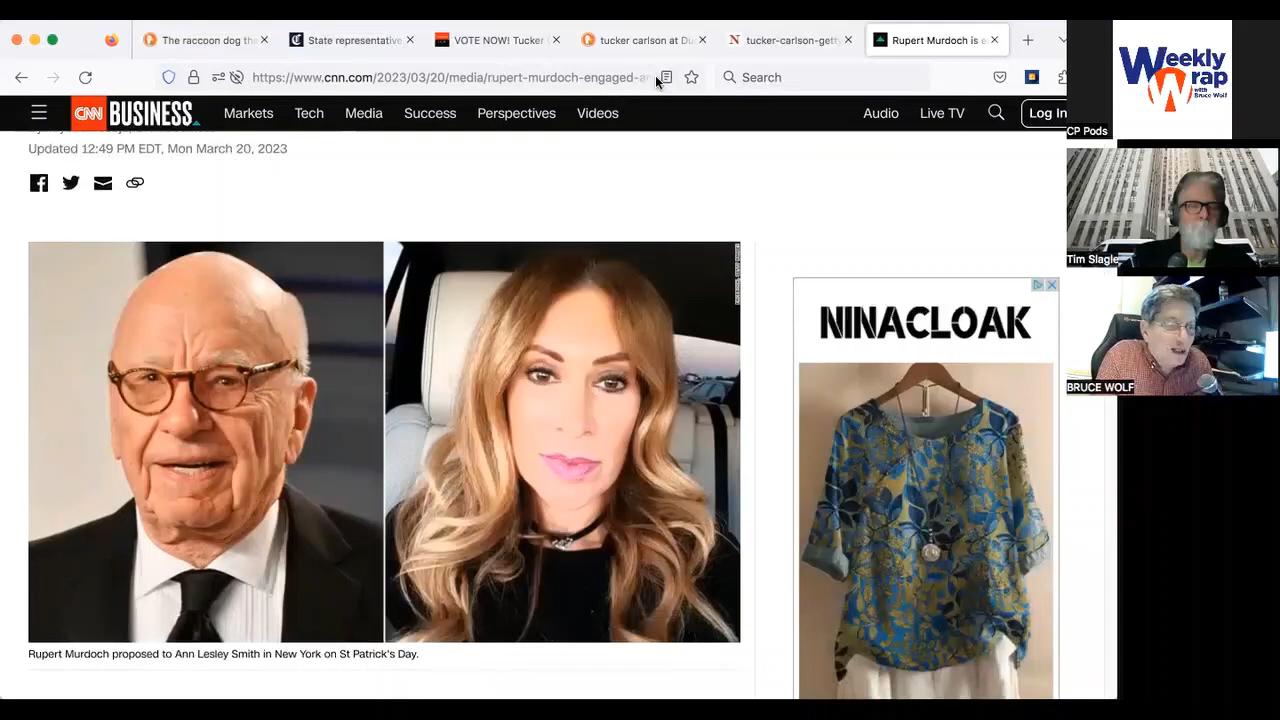 The raccoon dog the
State representative
VOTE NOW! Tucker
tucker carlson at Du
tucker-carlson-gett
Rupert Murdoch is e
https://www.cnn.com/2023/03/20/media/rupert-murdoch-engaged-a
Search
CNN BUSINESS
Markets
Tech
Media
Success
Perspectives
Videos
Audio
Live TV
Log In
Updated 12:49 PM EDT, Mon March 20, 2023
Rupert Murdoch proposed to Ann Lesley Smith in New York on St Patrick's Day.
NINACLOAK
Weekly
Wrap
with
Bruce Wolf
CP Pods
Tim Slagle
BRUCE WOLF